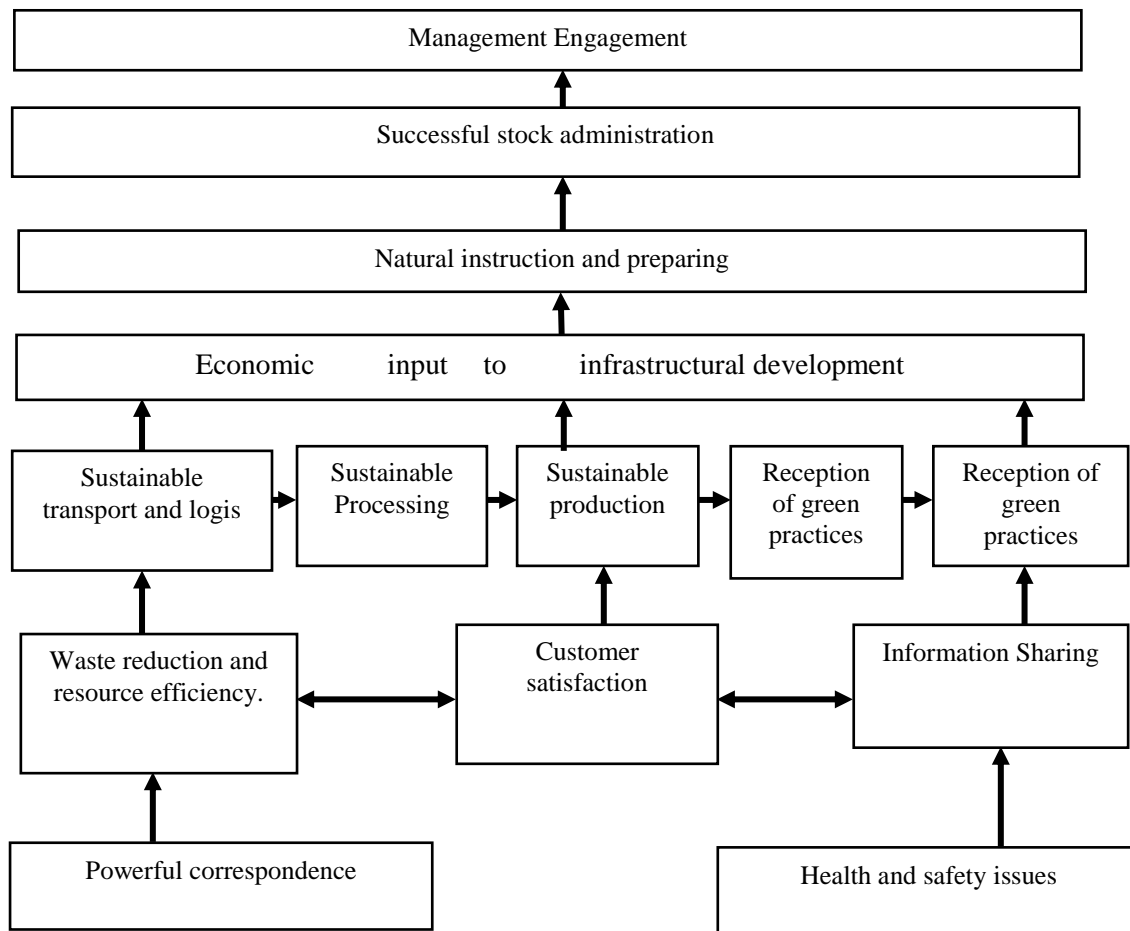 Management Engagement
Successful stock administration
Natural instruction and preparing
Economic input to infrastructural development
Sustainable
transport and logis
Sustainable
Processing
Sustainable
production
Reception
of green
practices
Reception of
green
practices
Waste reduction and
resource efficiency.
Customer
satisfaction
Information Sharing
Powerful correspondence
Health and safety issues